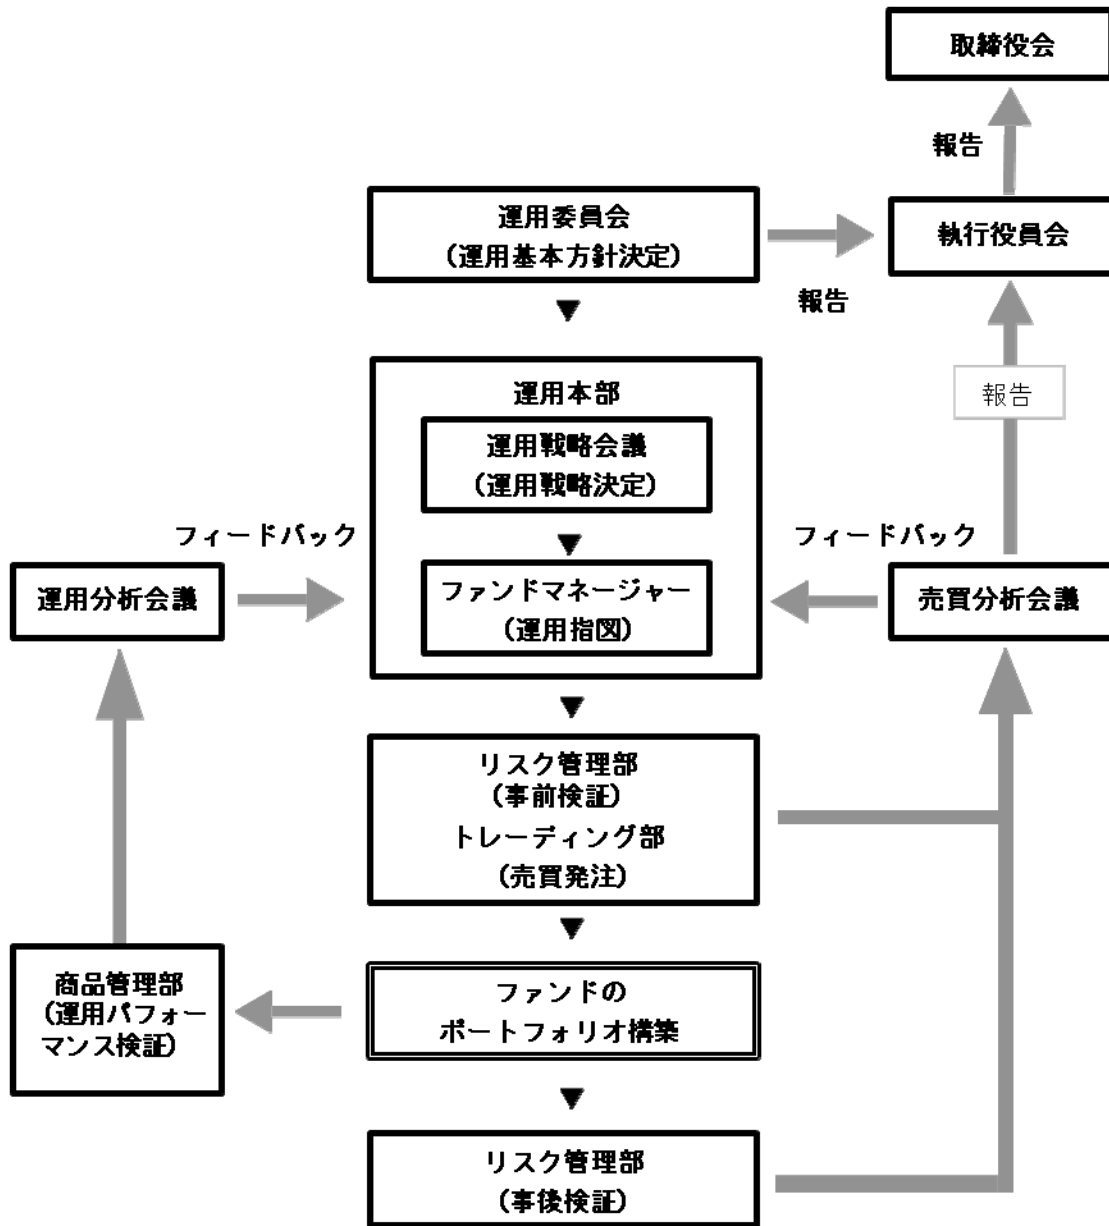 取締役会
報告
運用委員会
(運用基本方針決定)
執行役員会
報告
運用本部
報告
運用戦略会議
(運用戦略決定)
フィードバック
フィードバック
運用分析会議
ファンドマネージャー
(運用指図)
売買分析会議
リスク管理部
(事前検証)
トレーディング部
(売買発注)
商品管理部
(運用パフォー
マンス検証)
ファンドの
ポートフォリオ構築
リスク管理部
(事後検証)